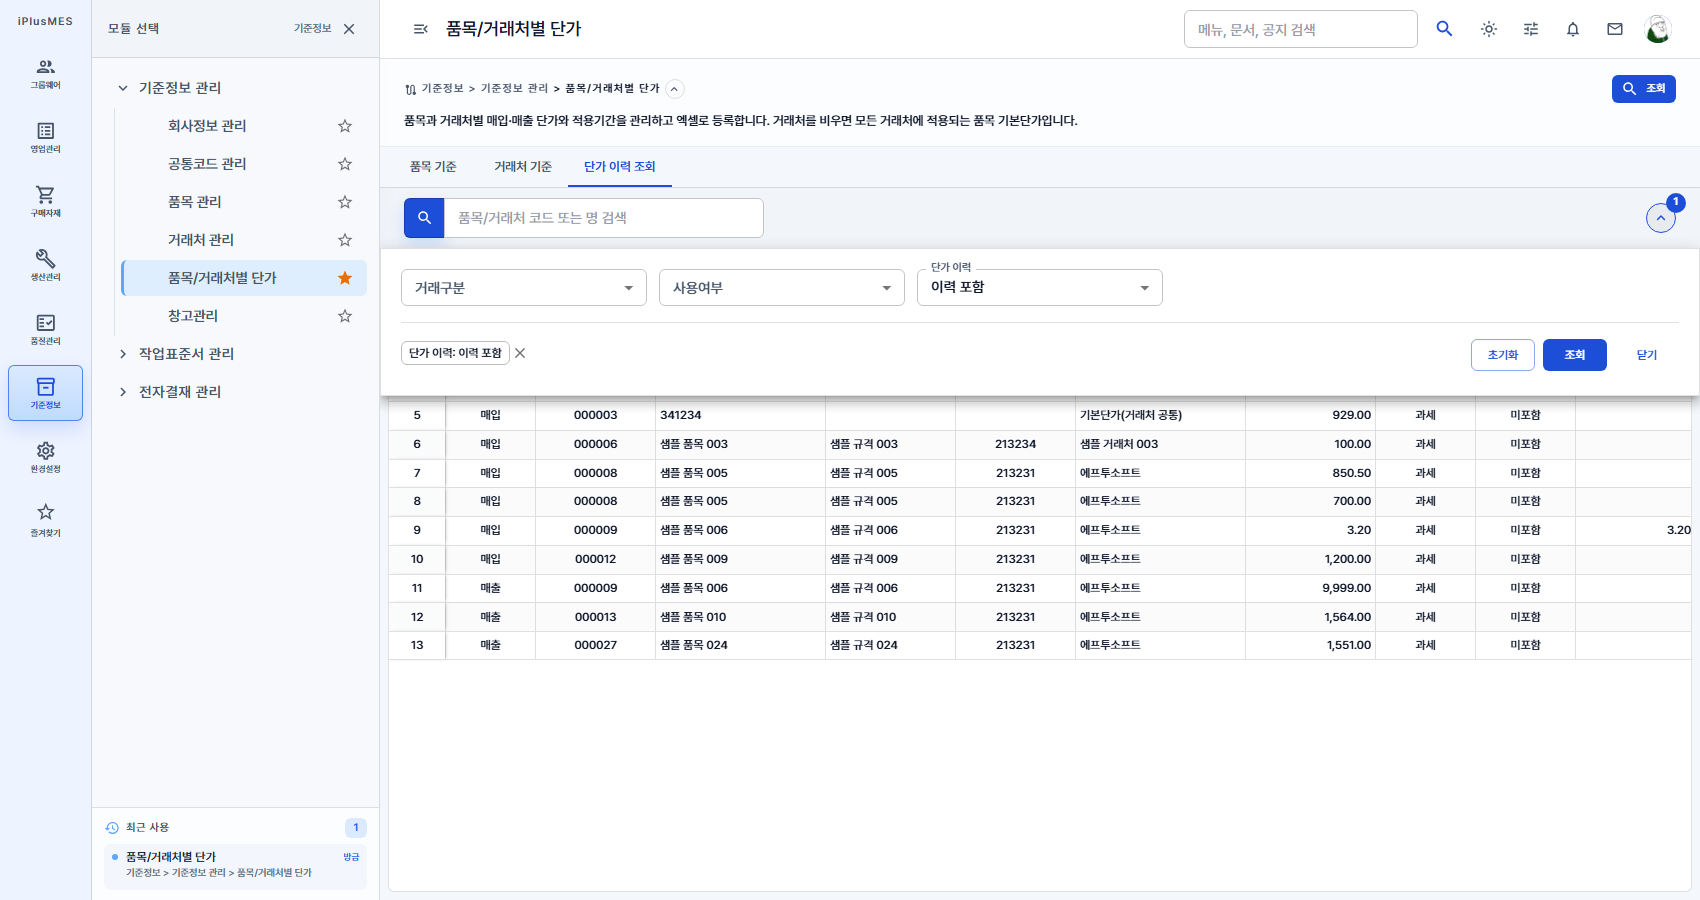 iPlusMES
그룹웨어
영업관리
구매자재
생산관리
품질관리
기준정보
환경설정
즐겨찾기
모듈 선택
기준정보
기준정보 관리
회사정보 관리
공통코드 관리
품목 관리
거래처 관리
품목/거래처별 단가
창고관리
작업표준서 관리
전자결재 관리
최근 사용
1
품목/거래처별 단가
방금
기준정보 > 기준정보 관리 > 품목/거래처별 단가
품목/거래처별 단가
메뉴, 문서, 공지 검색
기준정보 > 기준정보 관리 > 품목/거래처별 단가
조회
품목과 거래처별 매입·매출 단가와 적용기간을 관리하고 엑셀로 등록합니다. 거래처를 비우면 모든 거래처에 적용되는 품목 기본단가입니다.
품목 기준 거래처 기준 단가 이력 조회
품목/거래처 코드 또는 명 검색
1
거래구분
사용여부
단가 이력
이력 포함
단가 이력: 이력 포함
초기화 조회 닫기
5 매입 000003 341234 기본단가(거래처 공통) 929.00 과세 미포함
6 매입 000006 샘플 품목 003 샘플 규격 003 213234 샘플 거래처 003 100.00 과세 미포함
7 매입 000008 샘플 품목 005 샘플 규격 005 213231 에프투소프트 850.50 과세 미포함
8 매입 000008 샘플 품목 005 샘플 규격 005 213231 에프투소프트 700.00 과세 미포함
9 매입 000009 샘플 품목 006 샘플 규격 006 213231 에프투소프트 3.20 과세 미포함 3.20
10 매입 000012 샘플 품목 009 샘플 규격 009 213231 에프투소프트 1,200.00 과세 미포함
11 매출 000009 샘플 품목 006 샘플 규격 006 213231 에프투소프트 9,999.00 과세 미포함
12 매출 000013 샘플 품목 010 샘플 규격 010 213231 에프투소프트 1,564.00 과세 미포함
13 매출 000027 샘플 품목 024 샘플 규격 024 213231 에프투소프트 1,551.00 과세 미포함